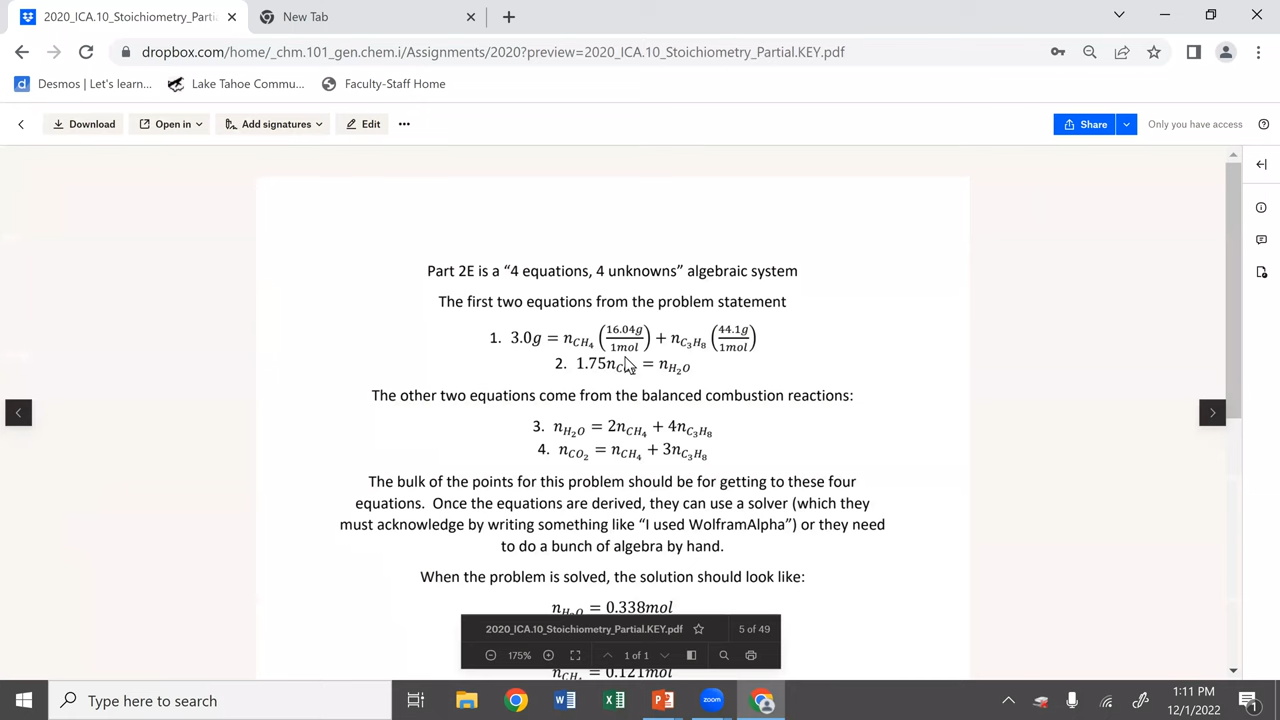 2020_ICA.10_Stoichiometry_Parti
New Tab
dropbox.com/home/_chm.101_gen.chem.i/Assignments/2020?preview=2020_ICA.10_Stoichiometry_Partial.KEY.pdf
Desmos | Let's learn...
Lake Tahoe Commu...
Faculty-Staff Home
Download
Open in
Add signatures
Edit
Share
Only you have access
Part 2E is a “4 equations, 4 unknowns” algebraic system
The first two equations from the problem statement
1. 3.0g = n_{CH_4} (16.04g/1mol) + n_{C_3H_8} (44.1g/1mol)
2. 1.75n_C = n_{H_2O}
The other two equations come from the balanced combustion reactions:
3. n_{H_2O} = 2n_{CH_4} + 4n_{C_3H_8}
4. n_{CO_2} = n_{CH_4} + 3n_{C_3H_8}
The bulk of the points for this problem should be for getting to these four
equations. Once the equations are derived, they can use a solver (which they
must acknowledge by writing something like “I used WolframAlpha”) or they need
to do a bunch of algebra by hand.
When the problem is solved, the solution should look like:
n_{H_2O} = 0.338mol
2020_ICA.10_Stoichiometry_Partial.KEY.pdf
5 of 49
175%
1 of 1
n_{CH_4} = 0.121mol
Type here to search
1:11 PM
12/1/2022
1